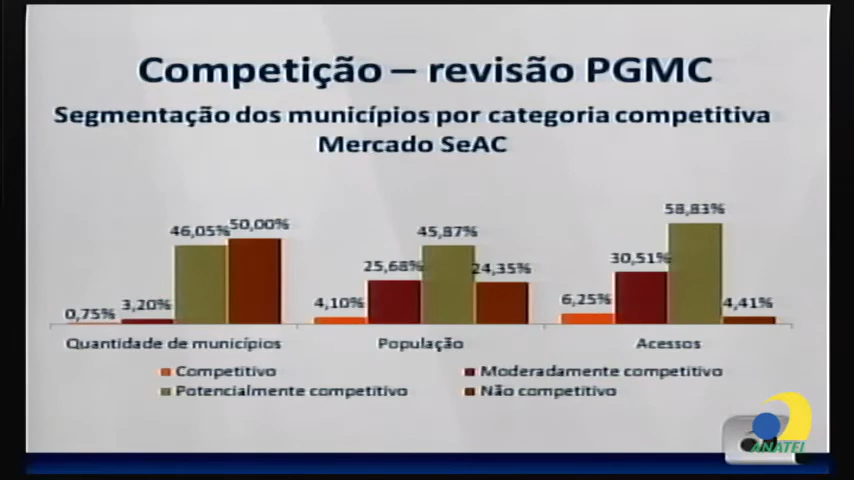 Competição – revisão PGMC
Segmentação dos municípios por categoria competitiva
Mercado SeAC
0,75% 3,20% 46,05% 50,00%
4,10% 25,68% 45,87% 24,35%
6,25% 30,51% 58,83% 4,41%
Quantidade de municípios População Acessos
Competitivo Moderadamente competitivo
Potencialmente competitivo Não competitivo
ANATEL